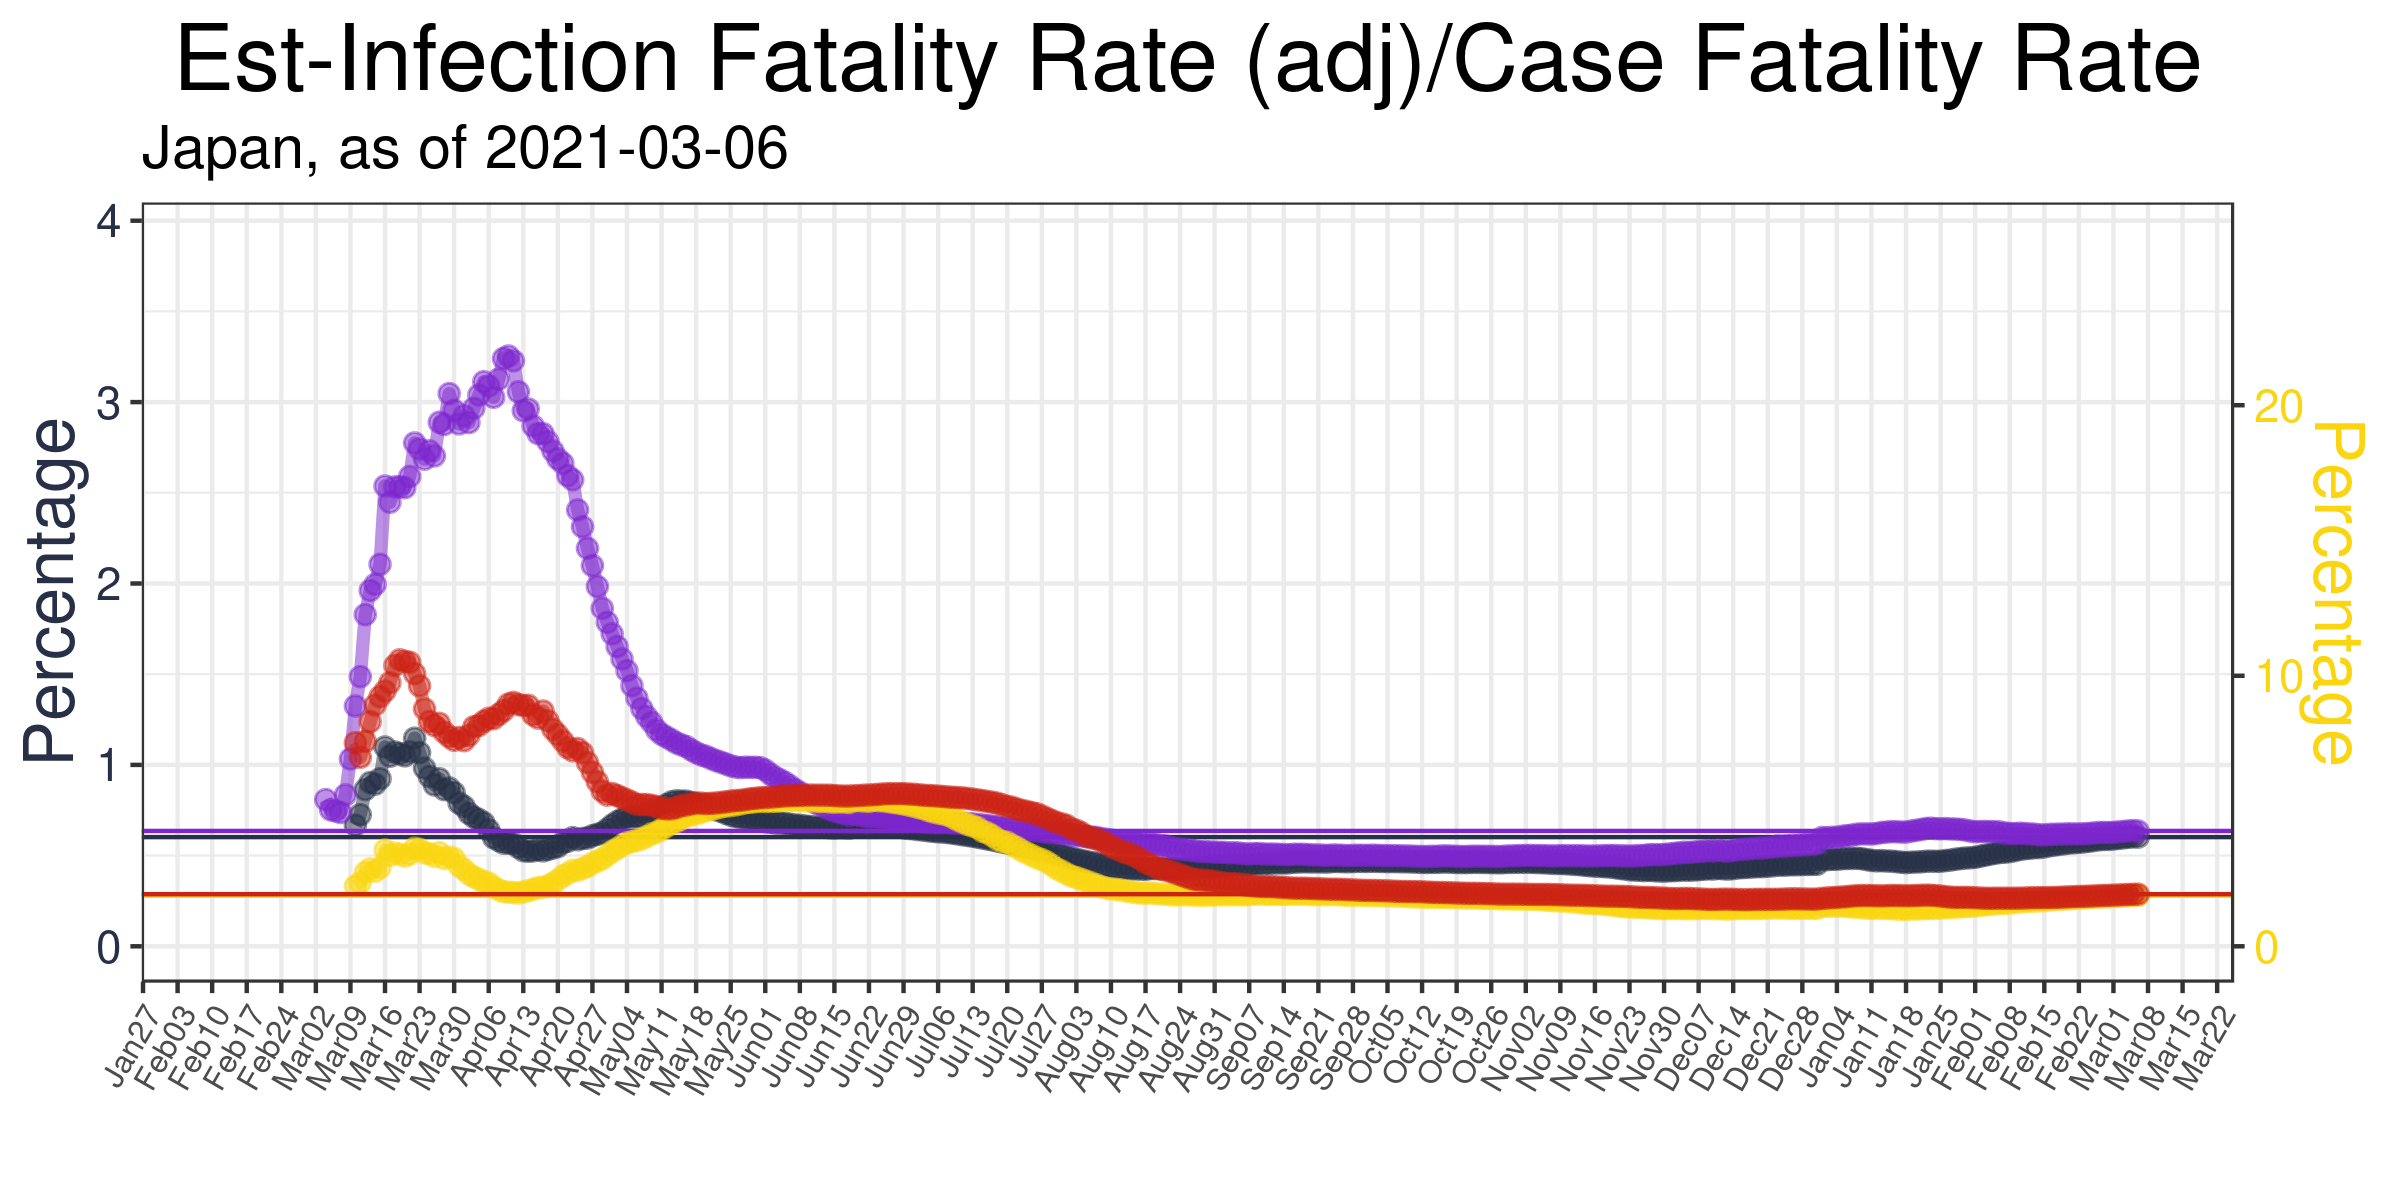 Est-Infection Fatality Rate (adj)/Case Fatality Rate
Japan, as of 2021-03-06
Percentage
4
3
2
1
0
20
10
0
Percentage
Jan27
Feb03
Feb10
Feb17
Feb24
Mar02
Mar09
Mar16
Mar23
Mar30
Apr06
Apr13
Apr20
Apr27
May04
May11
May18
May25
Jun01
Jun08
Jun15
Jun22
Jun29
Jul06
Jul13
Jul20
Jul27
Aug03
Aug10
Aug17
Aug24
Aug31
Sep07
Sep14
Sep21
Sep28
Oct05
Oct12
Oct19
Oct26
Nov02
Nov09
Nov16
Nov23
Nov30
Dec07
Dec14
Dec21
Dec28
Jan04
Jan11
Jan18
Jan25
Feb01
Feb08
Feb15
Feb22
Mar01
Mar08
Mar15
Mar22